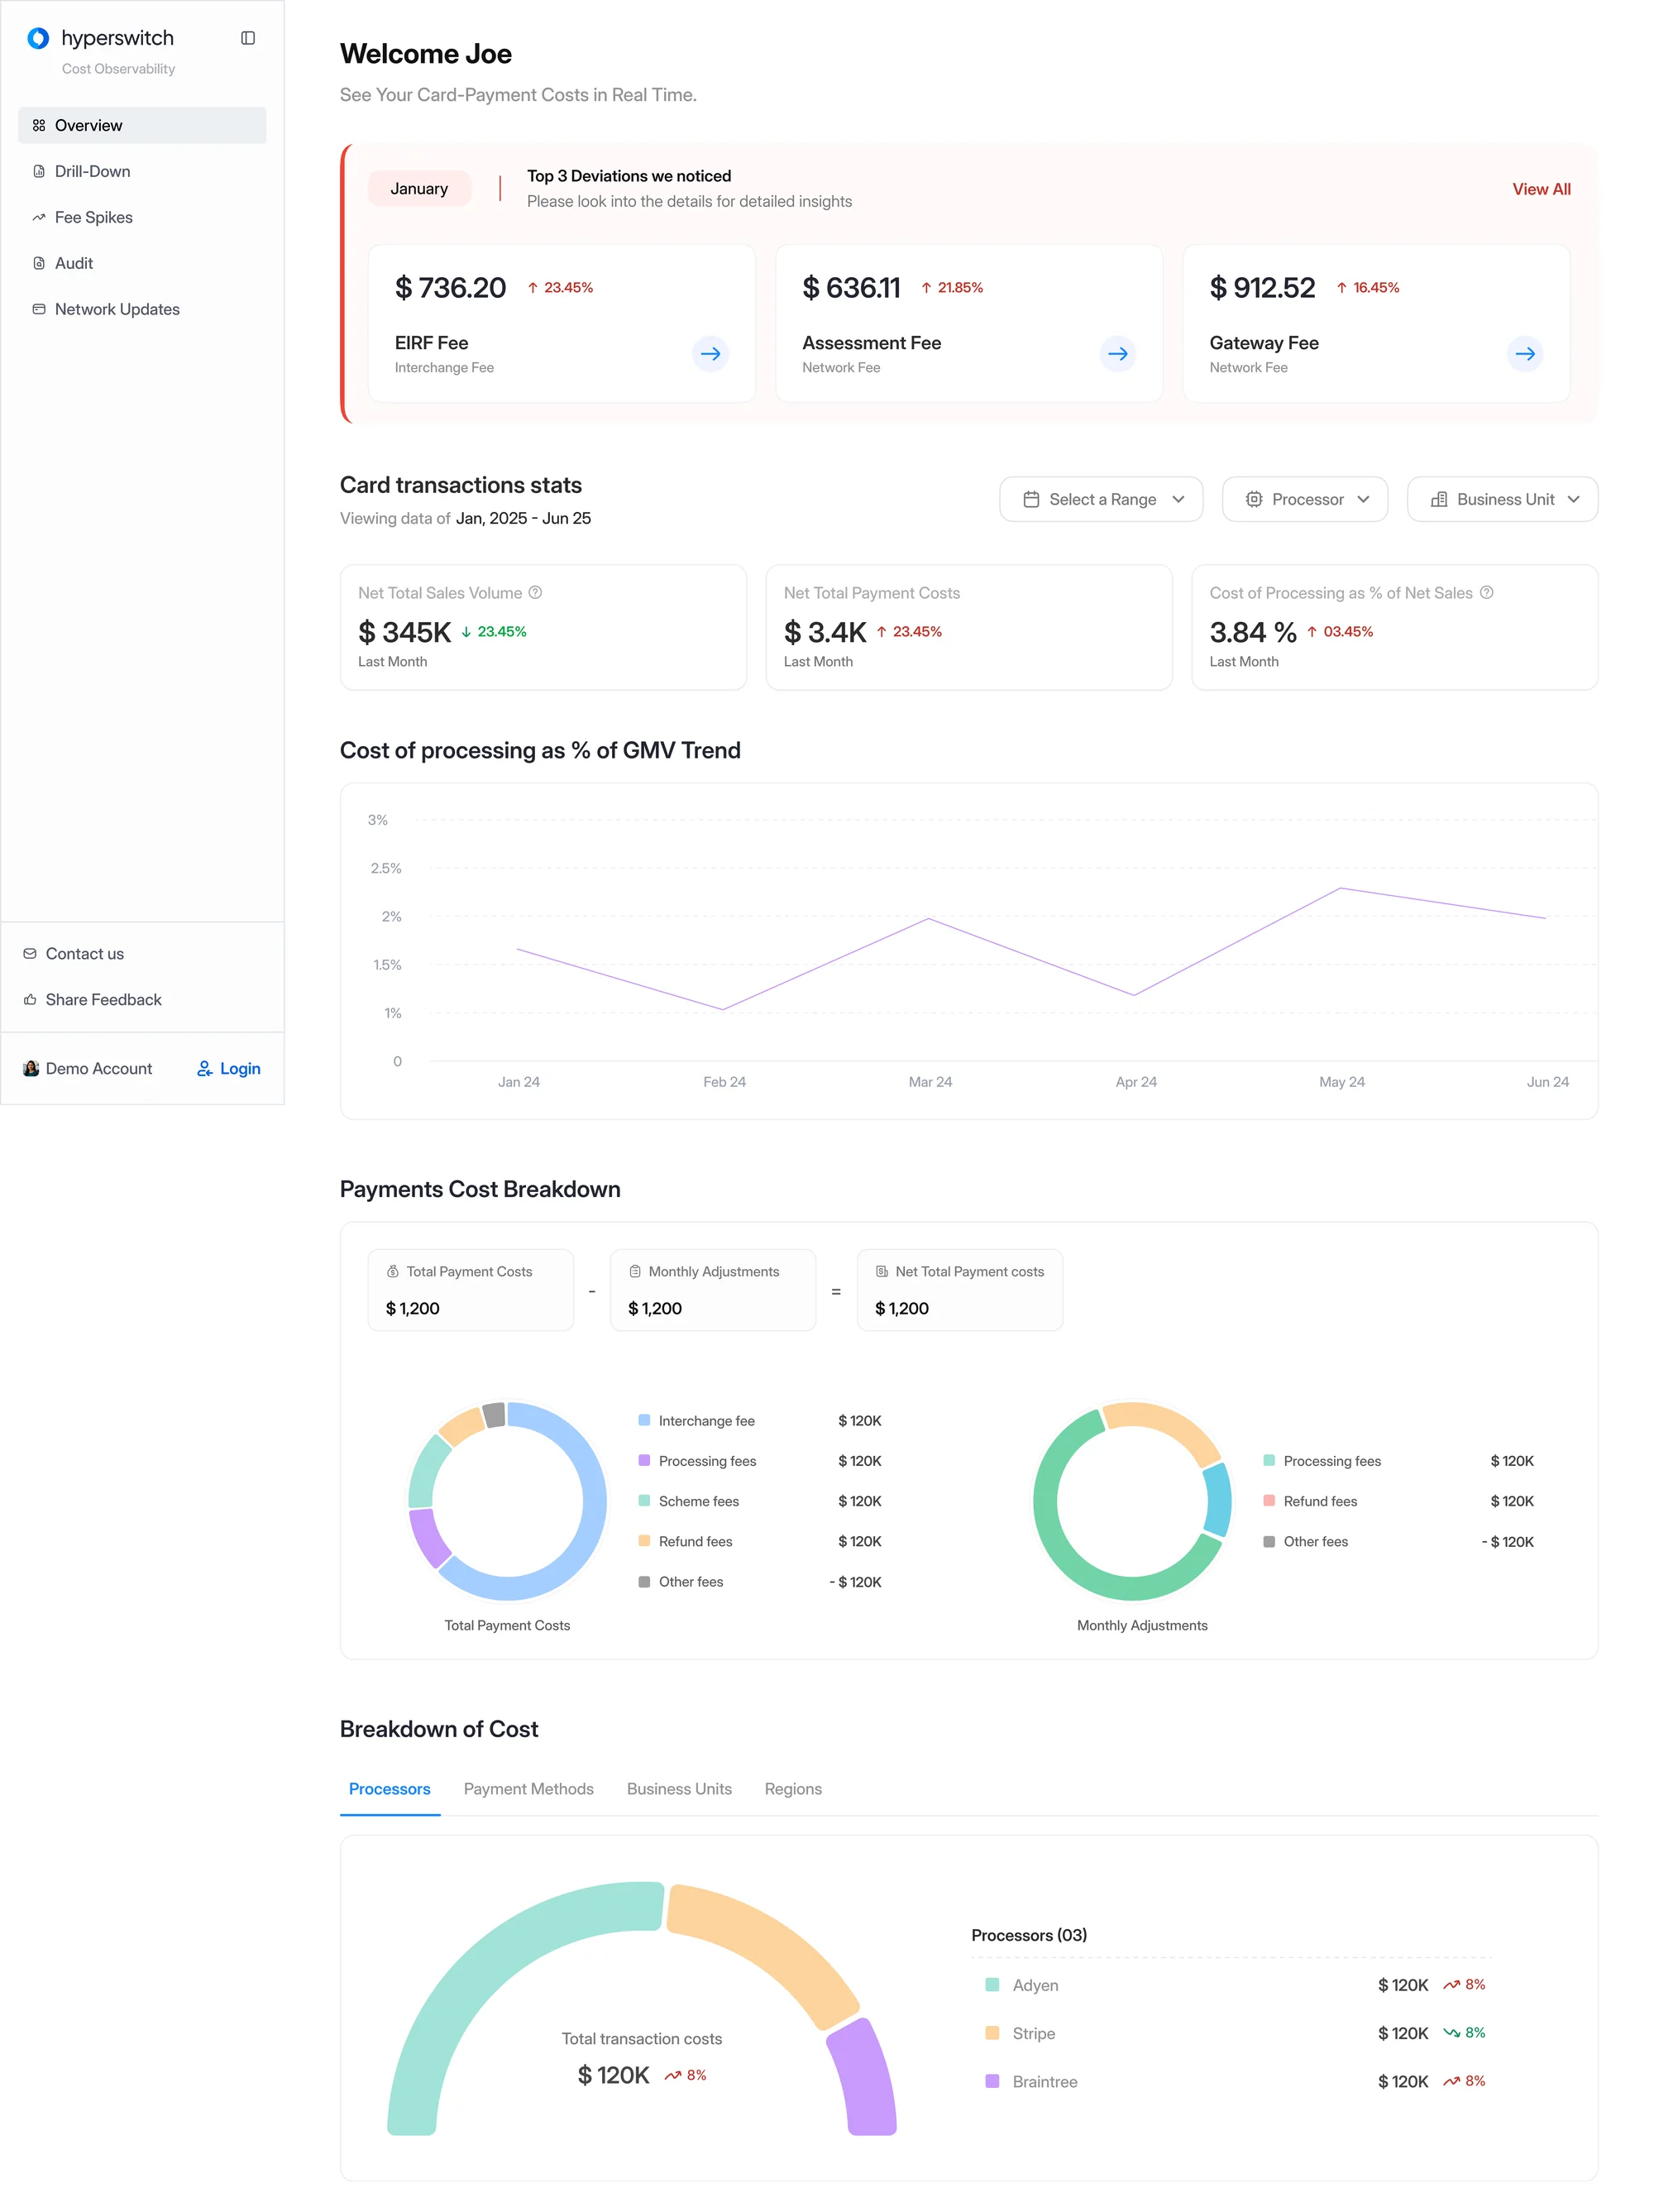 hyperswitch
Cost Observability
Overview
Drill-Down
Fee Spikes
Audit
Network Updates
Contact us
Share Feedback
Demo Account
Login
Welcome Joe
See Your Card-Payment Costs in Real Time.
January
Top 3 Deviations we noticed
Please look into the details for detailed insights
View All
$ 736.20 ↑ 23.45%
EIRF Fee
Interchange Fee
$ 636.11 ↑ 21.85%
Assessment Fee
Network Fee
$ 912.52 ↑ 16.45%
Gateway Fee
Network Fee
Card transactions stats
Viewing data of Jan, 2025 - Jun 25
Select a Range
Processor
Business Unit
Net Total Sales Volume
$ 345K ↓ 23.45%
Last Month
Net Total Payment Costs
$ 3.4K ↑ 23.45%
Last Month
Cost of Processing as % of Net Sales
3.84 % ↑ 03.45%
Last Month
Cost of processing as % of GMV Trend
3%
2.5%
2%
1.5%
1%
0
Jan 24 Feb 24 Mar 24 Apr 24 May 24 Jun 24
Payments Cost Breakdown
Total Payment Costs
$ 1,200
-
Monthly Adjustments
$ 1,200
=
Net Total Payment costs
$ 1,200
Interchange fee $ 120K
Processing fees $ 120K
Scheme fees $ 120K
Refund fees $ 120K
Other fees - $ 120K
Total Payment Costs
Processing fees $ 120K
Refund fees $ 120K
Other fees - $ 120K
Monthly Adjustments
Breakdown of Cost
Processors Payment Methods Business Units Regions
Total transaction costs
$ 120K 8%
Processors (03)
Adyen $ 120K 8%
Stripe $ 120K 8%
Braintree $ 120K 8%